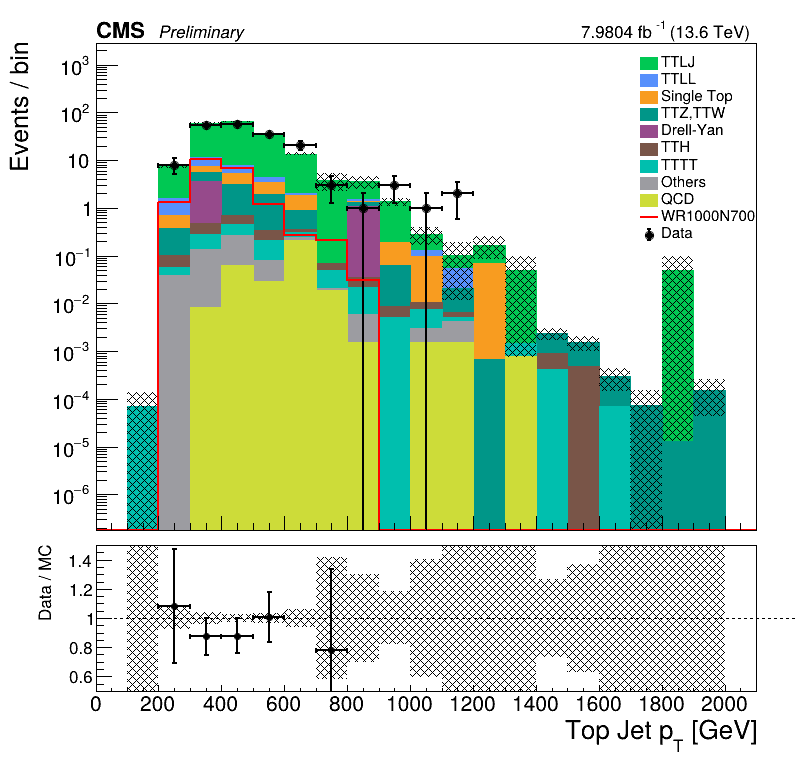 CMS Preliminary 7.9804 fb⁻¹ (13.6 TeV)
Events / bin
10³
10²
10
1
10⁻¹
10⁻²
10⁻³
10⁻⁴
10⁻⁵
10⁻⁶
TTLJ
TTLL
Single Top
TTZ,TTW
Drell-Yan
TTH
TTTT
Others
QCD
WR1000N700
Data
Data / MC
1.4
1.2
1
0.8
0.6
0 200 400 600 800 1000 1200 1400 1600 1800 2000
Top Jet p_T [GeV]